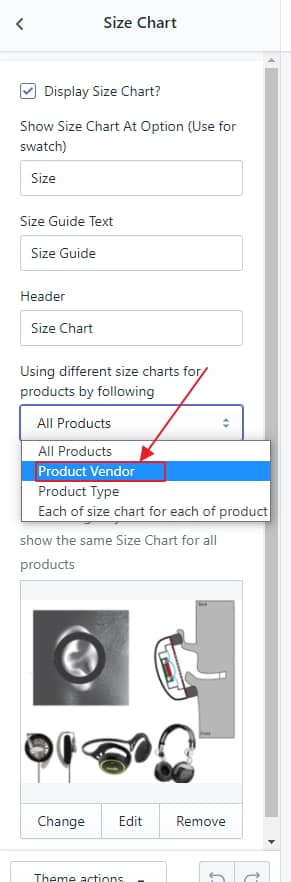 Size Chart
Display Size Chart?
Show Size Chart At Option (Use for
swatch)
Size
Size Guide Text
Size Guide
Header
Size Chart
Using different size charts for
products by following
All Products
All Products
Product Vendor
Product Type
Each of size chart for each of product
show the same Size Chart for all
products
Change
Edit
Remove
Theme actions